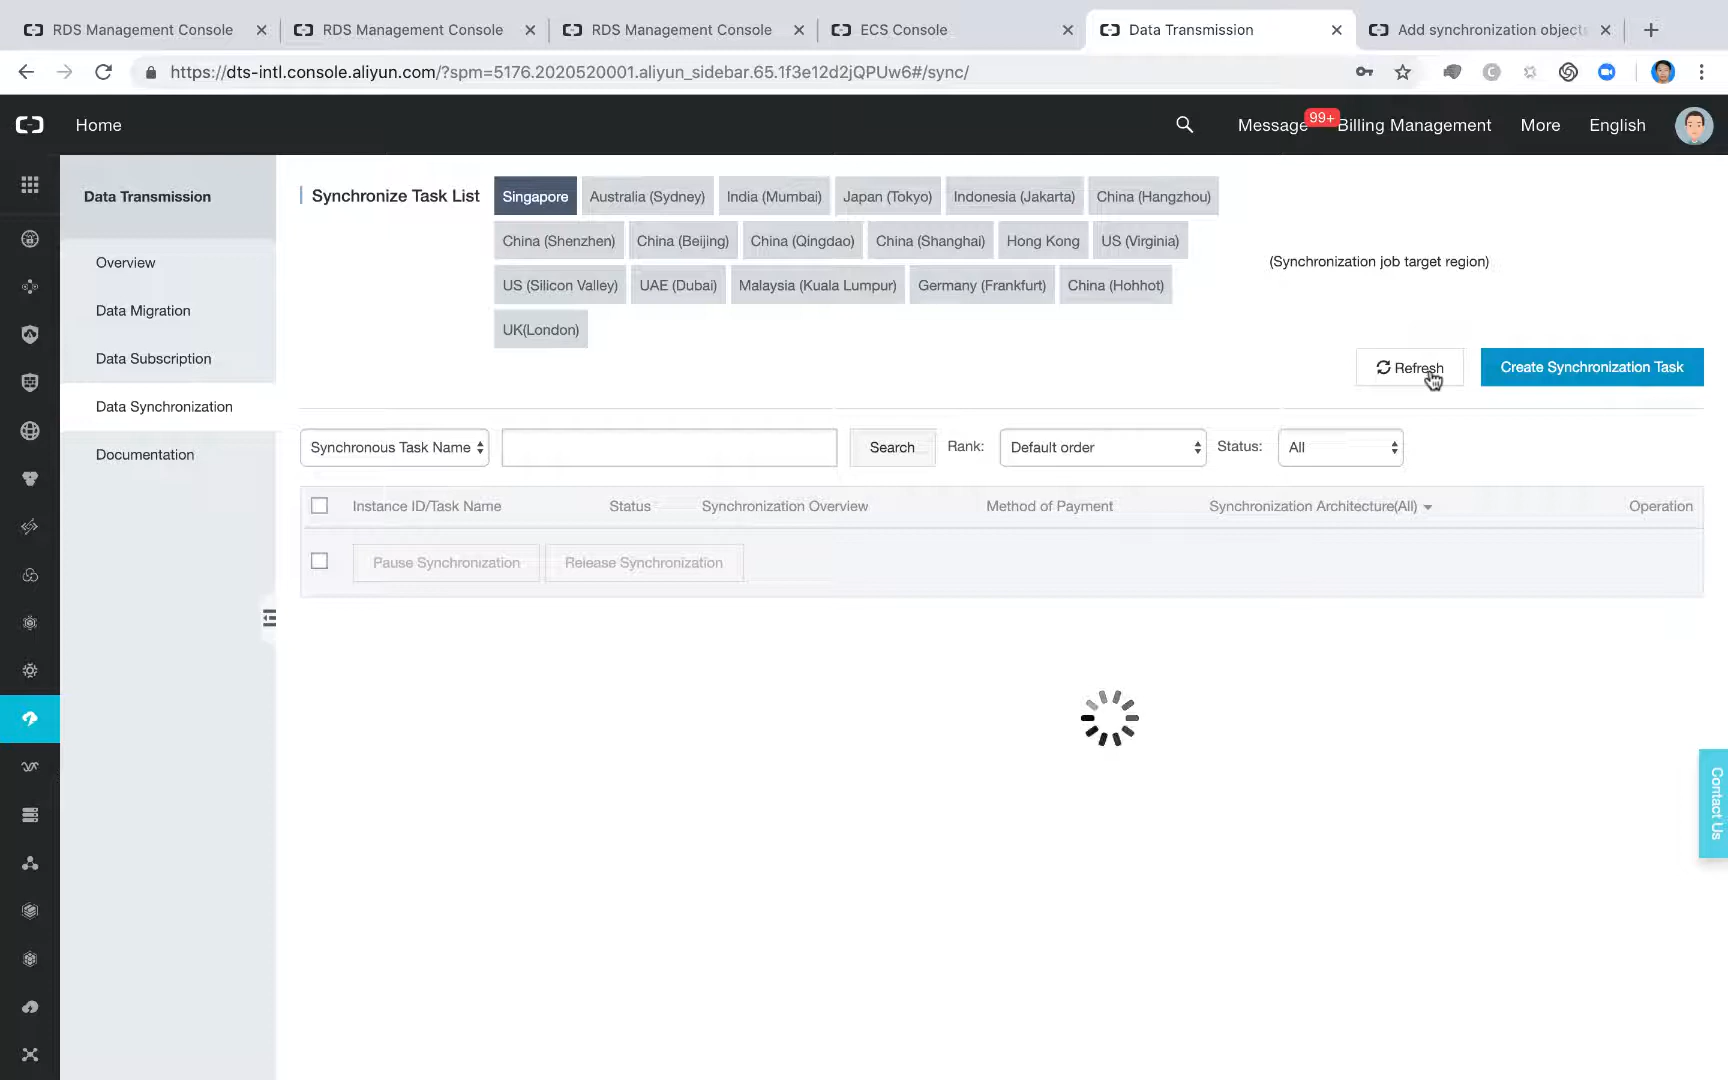 RDS Management Console
RDS Management Console
RDS Management Console
ECS Console
Data Transmission
Add synchronization objects
https://dts-intl.console.aliyun.com/?spm=5176.2020520001.aliyun_sidebar.65.1f3e12d2jQPUw6#/sync/
Home
Message 99+
Billing Management
More
English
Data Transmission
Overview
Data Migration
Data Subscription
Data Synchronization
Documentation
Synchronize Task List
Singapore
Australia (Sydney)
India (Mumbai)
Japan (Tokyo)
Indonesia (Jakarta)
China (Hangzhou)
China (Shenzhen)
China (Beijing)
China (Qingdao)
China (Shanghai)
Hong Kong
US (Virginia)
US (Silicon Valley)
UAE (Dubai)
Malaysia (Kuala Lumpur)
Germany (Frankfurt)
China (Hohhot)
UK(London)
(Synchronization job target region)
Refresh
Create Synchronization Task
Synchronous Task Name
Search
Rank:
Default order
Status:
All
Instance ID/Task Name
Status
Synchronization Overview
Method of Payment
Synchronization Architecture(All)
Operation
Pause Synchronization
Release Synchronization
Contact Us